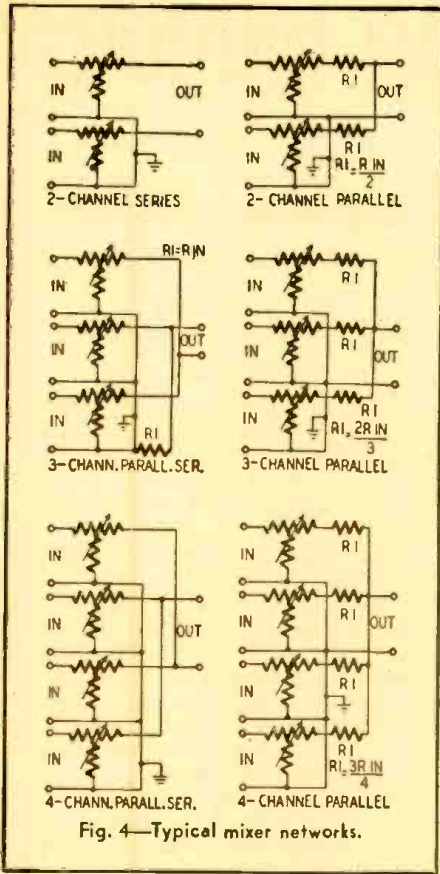 IN
OUT
IN
2-CHANNEL SERIES
R1
IN
OUT
IN
R1
R1 = R IN
2
2-CHANNEL PARALLEL
R1=RIN
IN
IN
OUT
IN
R1
3-CHANN.PARALL.SER.
R1
IN
R1
IN
OUT
IN
R1
R1 = 2R IN
3
3-CHANNEL PARALLEL
IN
IN
OUT
IN
IN
4-CHANN.PARALL.SER.
R1
IN
R1
IN
OUT
IN
IN
R1
R1 = 3R IN
4
4-CHANNEL PARALLEL
Fig. 4—Typical mixer networks.